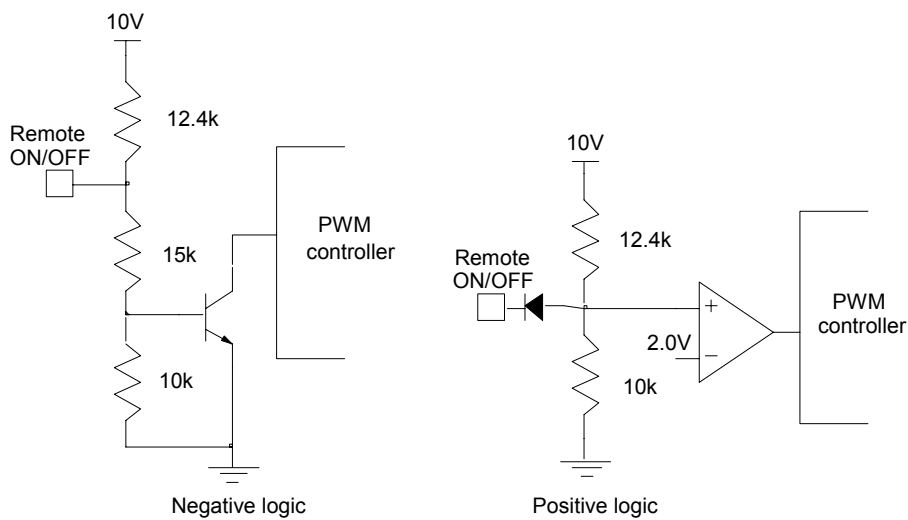 10V
12.4k
Remote
ON/OFF
15k
10k
PWM
controller
Negative logic
10V
12.4k
Remote
ON/OFF
+
2.0V
−
10k
PWM
controller
Positive logic